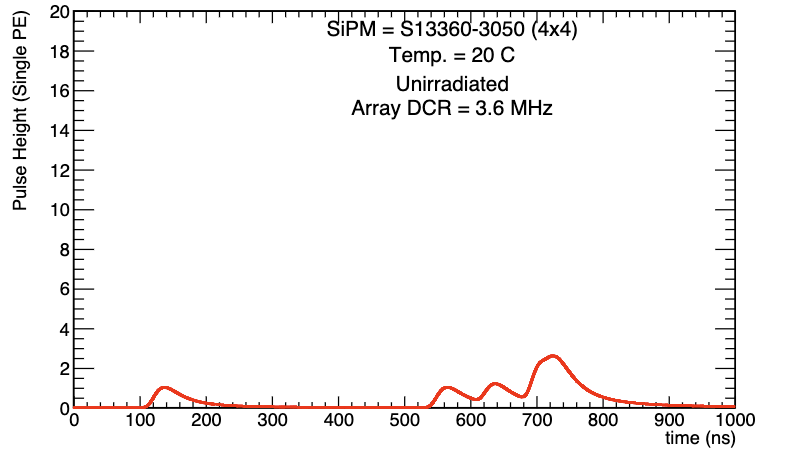 Pulse Height (Single PE)
SiPM = S13360-3050 (4x4)
Temp. = 20 C
Unirradiated
Array DCR = 3.6 MHz
20
18
16
14
12
10
8
6
4
2
0
0 100 200 300 400 500 600 700 800 900 1000
time (ns)